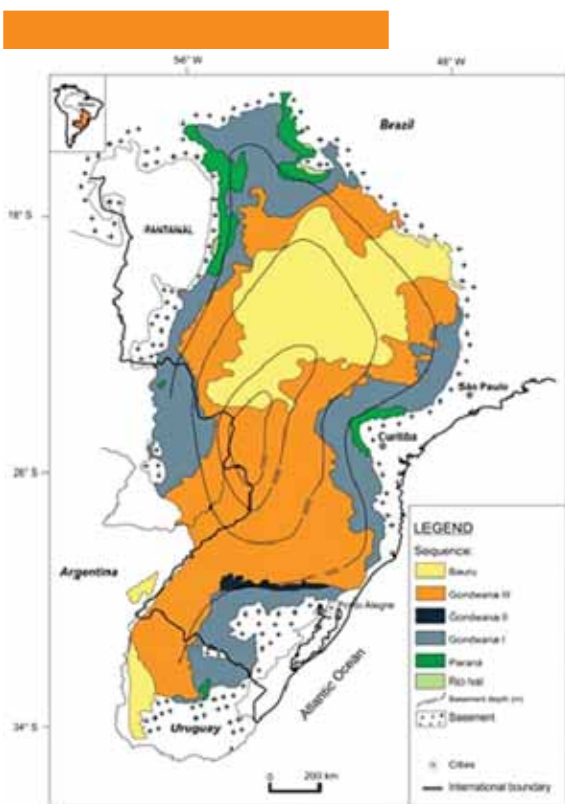 56° W
48° W
Brazil
18° S
PANTANAL
São Paulo
Curitiba
26° S
LEGEND
Sequence:
Bauru
Gondwana III
Gondwana II
Gondwana I
Paraná
Rio Ivaí
Basement depth (m)
Basement
Cities
International boundary
Argentina
Porto Alegre
Atlantic Ocean
34° S
Uruguay
0 200 km